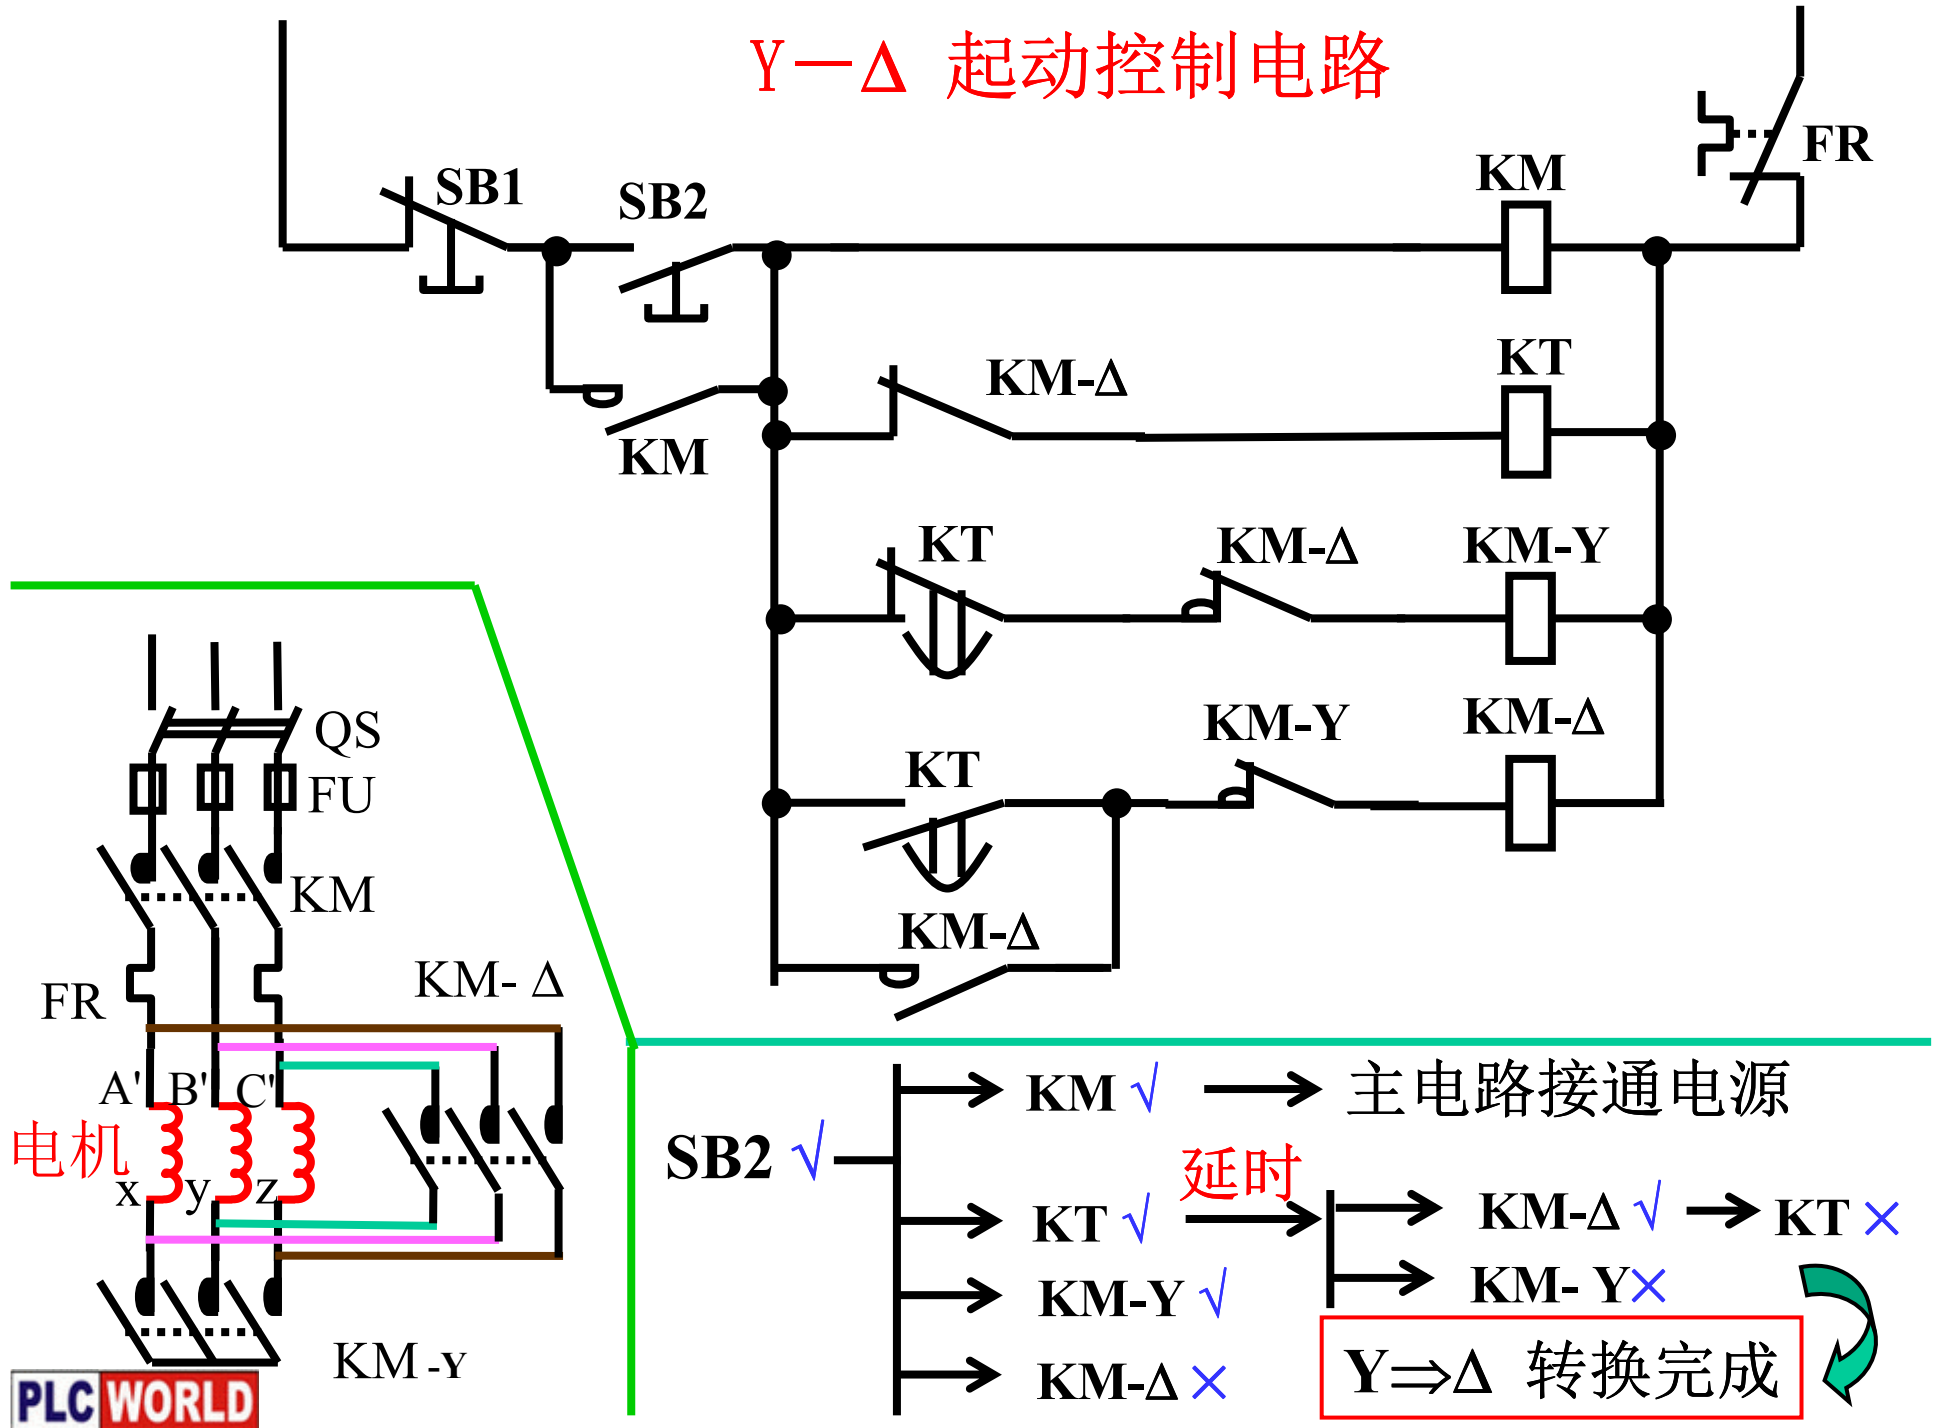 Y—Δ 起动控制电路
FR
KM
SB1
SB2
KT
KM-Δ
KM
KT
KM-Δ
KM-Y
KM-Y
KM-Δ
KT
KM-Δ
QS
FU
KM
FR
KM- Δ
A' B' C'
电机
x y z
KM -Y
PLC WORLD
KM √ → 主电路接通电源
SB2 √
延时
KT √ → KM-Δ √ → KT ×
KM-Y √
KM- Y×
KM-Δ ×
Y⇒Δ 转换完成